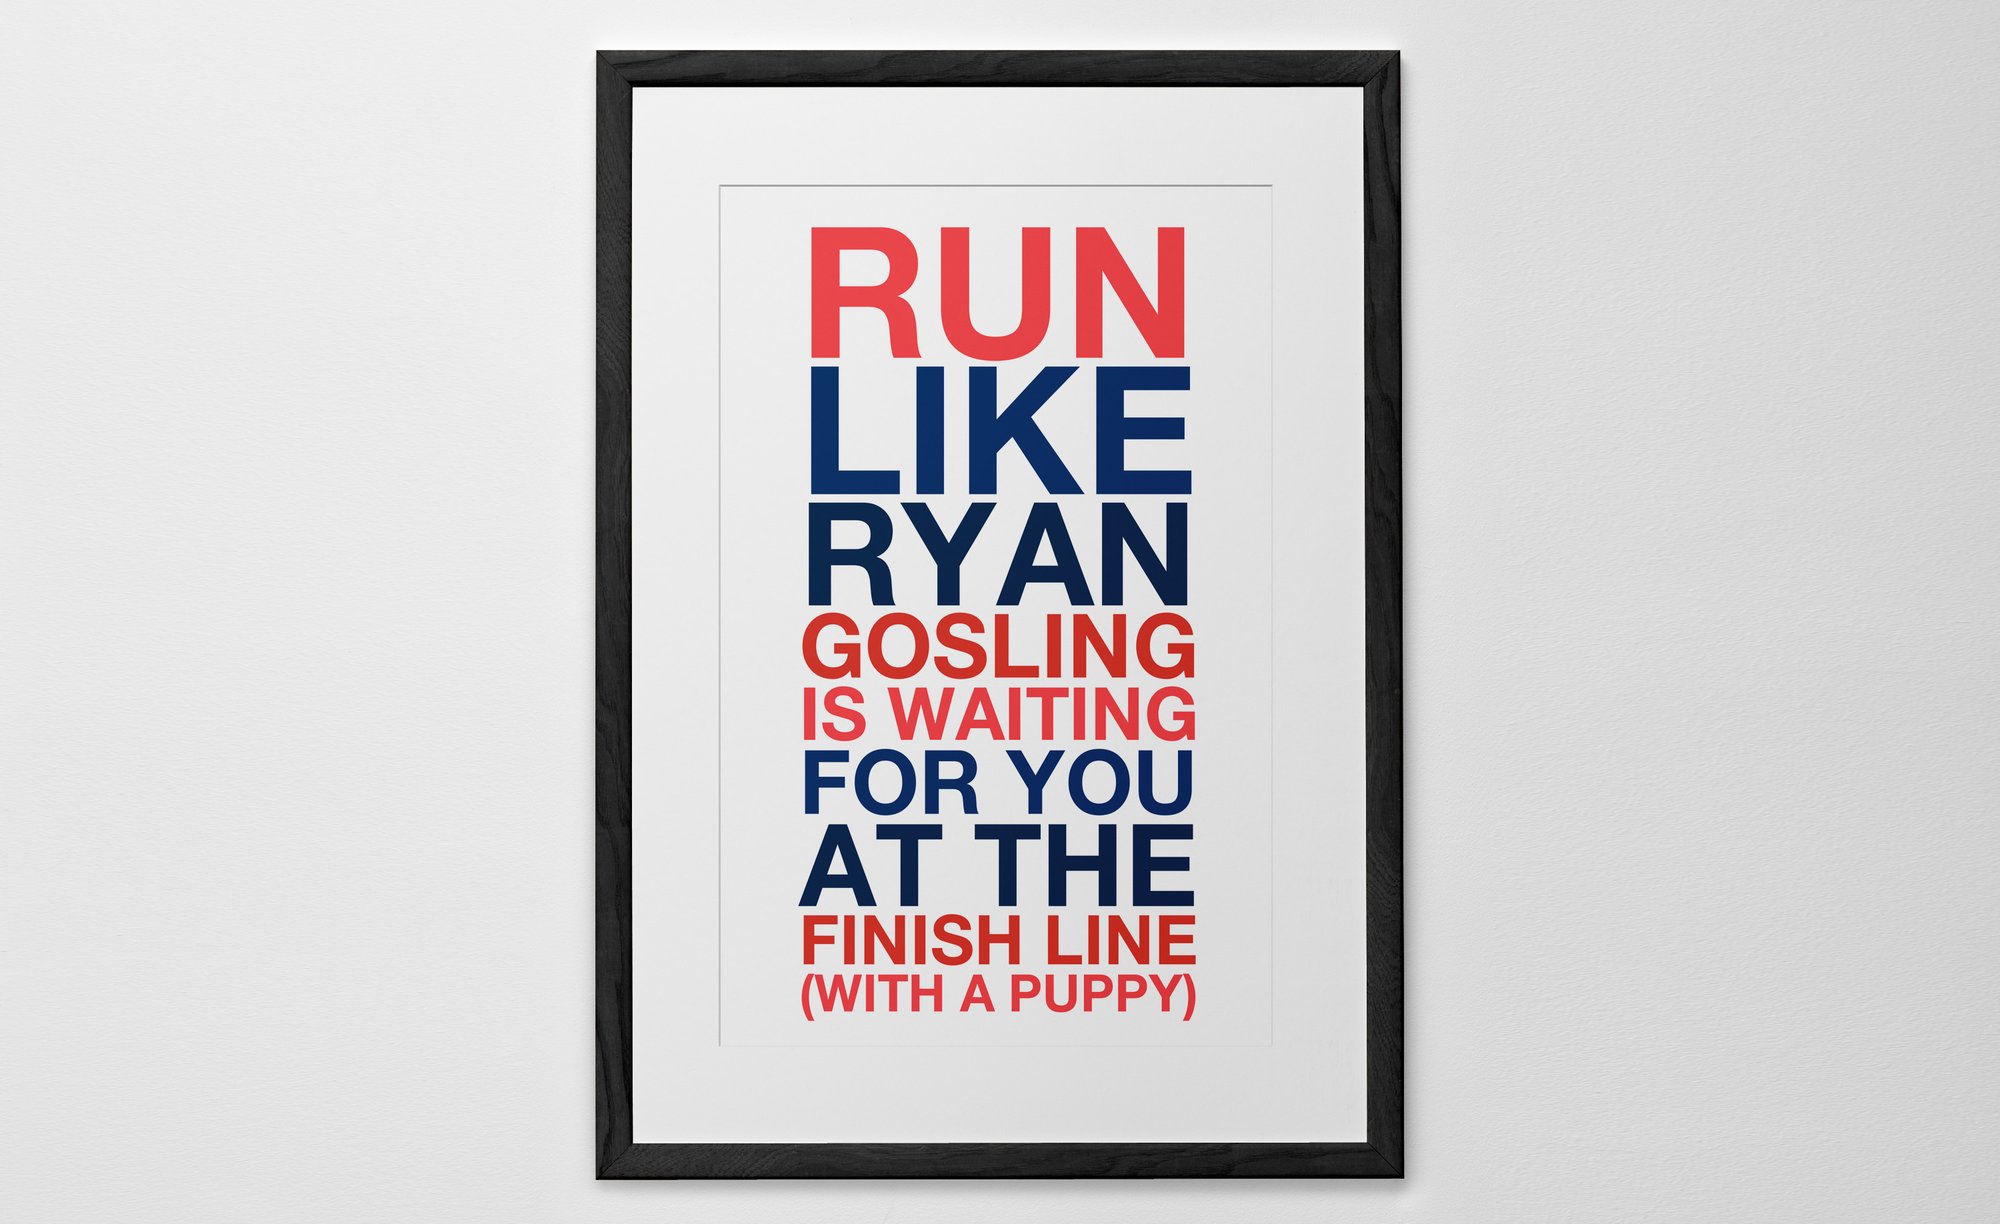 RUN
LIKE
RYAN
GOSLING
IS WAITING
FOR YOU
AT THE
FINISH LINE
(WITH A PUPPY)